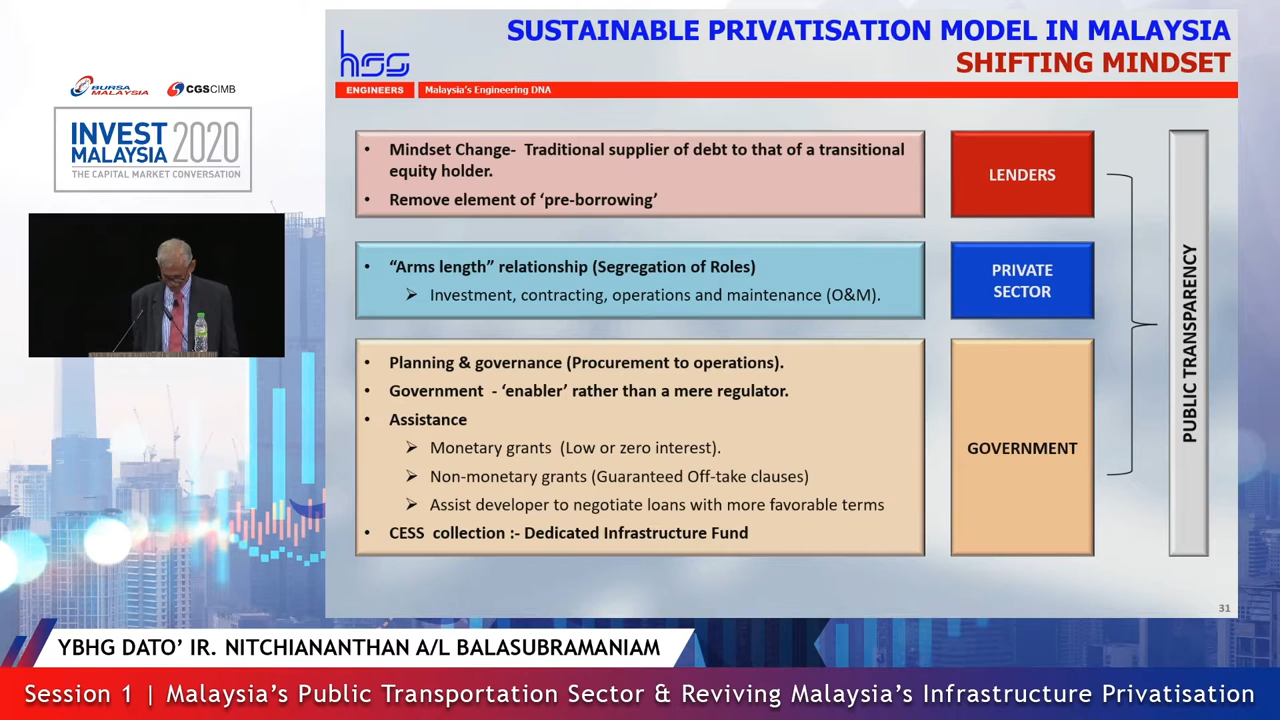 BURSA MALAYSIA
CGS CIMB
INVEST
MALAYSIA 2020
THE CAPITAL MARKET CONVERSATION
hss
ENGINEERS
Malaysia's Engineering DNA
SUSTAINABLE PRIVATISATION MODEL IN MALAYSIA
SHIFTING MINDSET
• Mindset Change- Traditional supplier of debt to that of a transitional
equity holder.
• Remove element of ‘pre-borrowing’
LENDERS
• “Arms length” relationship (Segregation of Roles)
➢ Investment, contracting, operations and maintenance (O&M).
PRIVATE
SECTOR
• Planning & governance (Procurement to operations).
• Government - ‘enabler’ rather than a mere regulator.
• Assistance
➢ Monetary grants (Low or zero interest).
➢ Non-monetary grants (Guaranteed Off-take clauses)
➢ Assist developer to negotiate loans with more favorable terms
• CESS collection :- Dedicated Infrastructure Fund
GOVERNMENT
PUBLIC TRANSPARENCY
31
YBHG DATO’ IR. NITCHIANANTHAN A/L BALASUBRAMANIAM
Session 1 | Malaysia’s Public Transportation Sector & Reviving Malaysia’s Infrastructure Privatisation